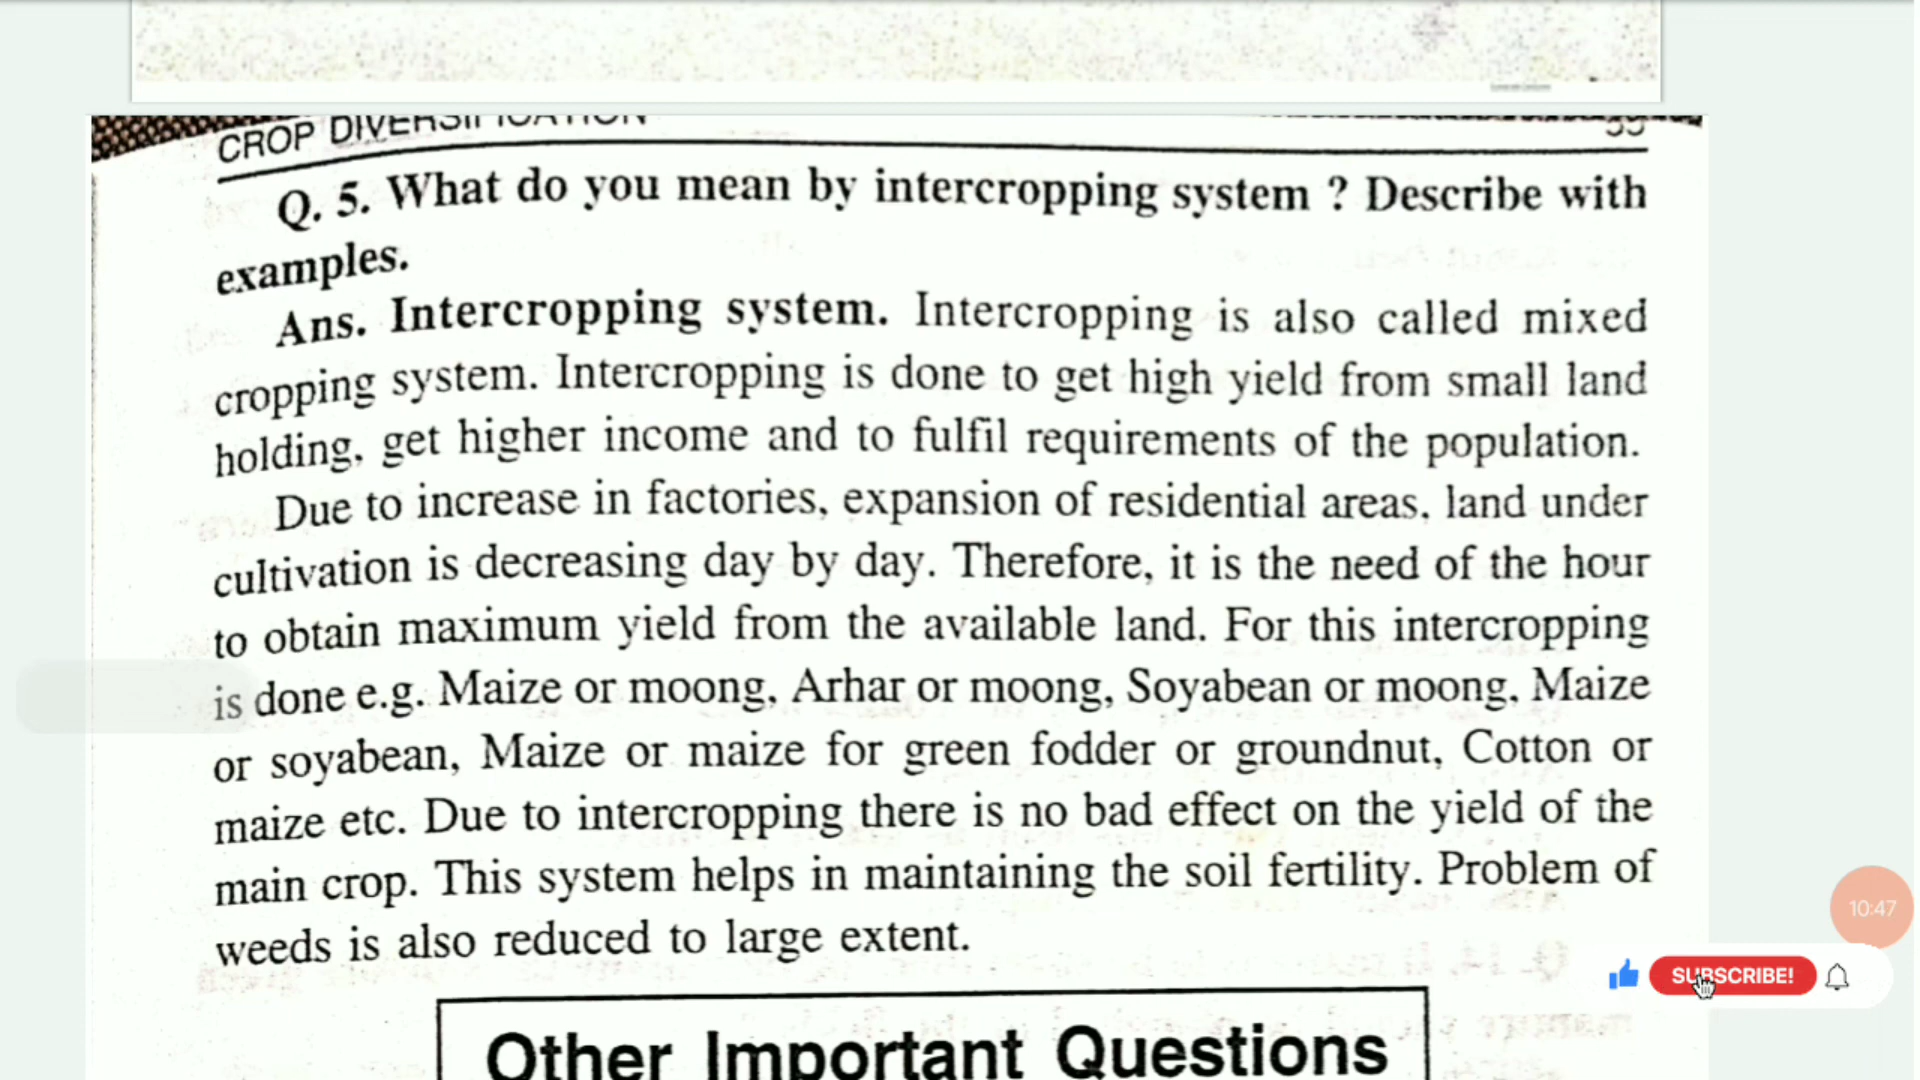 CROP DIVERSIFICATION
Q. 5. What do you mean by intercropping system ? Describe with
examples.
Ans. Intercropping system. Intercropping is also called mixed
cropping system. Intercropping is done to get high yield from small land
holding, get higher income and to fulfil requirements of the population.
Due to increase in factories, expansion of residential areas, land under
cultivation is decreasing day by day. Therefore, it is the need of the hour
to obtain maximum yield from the available land. For this intercropping
is done e.g. Maize or moong, Arhar or moong, Soyabean or moong, Maize
or soyabean, Maize or maize for green fodder or groundnut, Cotton or
maize etc. Due to intercropping there is no bad effect on the yield of the
main crop. This system helps in maintaining the soil fertility. Problem of
weeds is also reduced to large extent.
10:47
SUBSCRIBE!
Other Important Questions